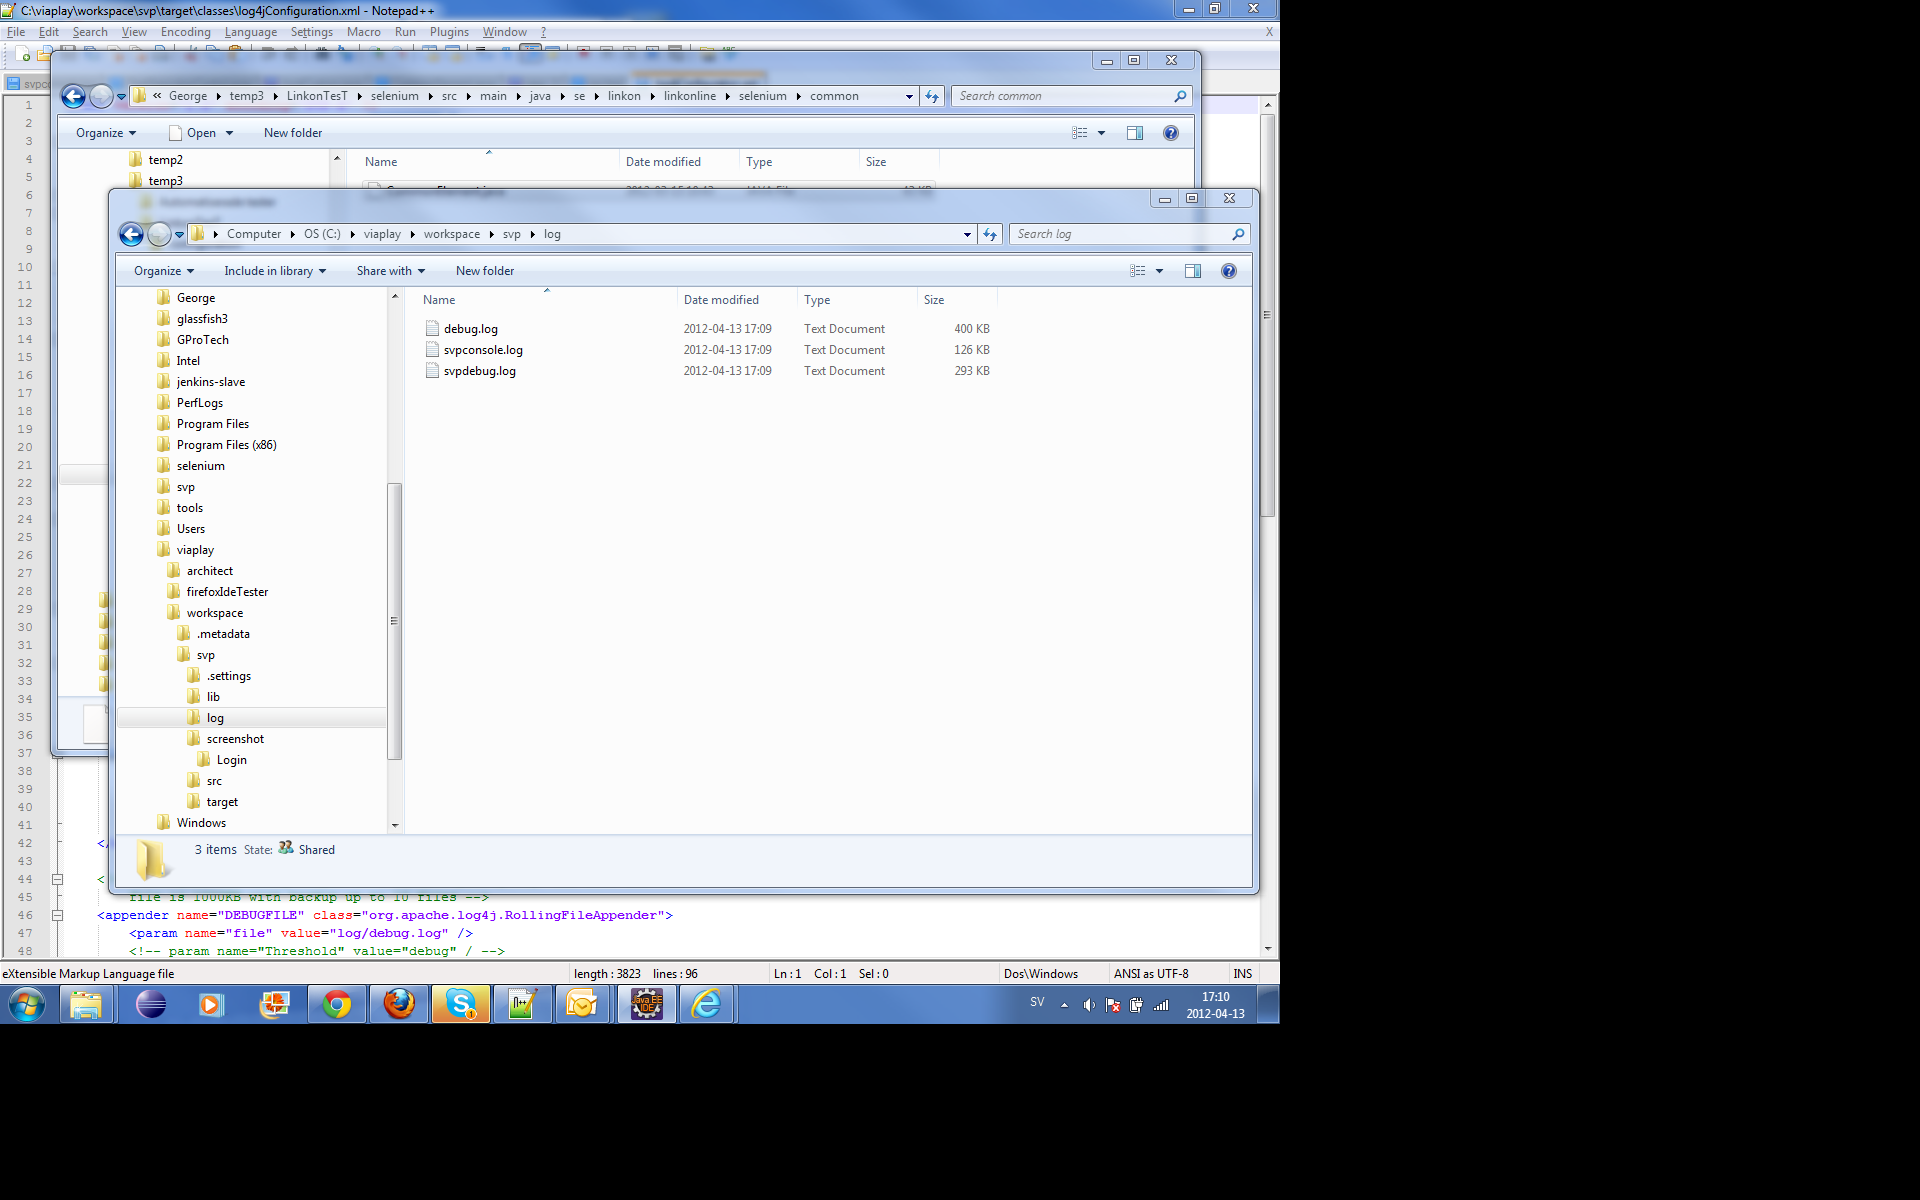 C:\viaplay\workspace\svp\target\classes\log4jConfiguration.xml - Notepad++
File Edit Search View Encoding Language Settings Macro Run Plugins Window ? X
« George temp3 LinkonTesT selenium src main java se linkon linkonline selenium common
Search common
Organize Open New folder
temp2
temp3
Name Date modified Type Size
Computer OS (C:) viaplay workspace svp log
Search log
Organize Include in library Share with New folder
George
glassfish3
GProTech
Intel
jenkins-slave
PerfLogs
Program Files
Program Files (x86)
selenium
svp
tools
Users
viaplay
architect
firefoxIdeTester
workspace
.metadata
svp
.settings
lib
log
screenshot
Login
src
target
Windows
Name Date modified Type Size
debug.log 2012-04-13 17:09 Text Document 400 KB
svpconsole.log 2012-04-13 17:09 Text Document 126 KB
svpdebug.log 2012-04-13 17:09 Text Document 293 KB
3 items State: Shared
1
2
3
4
5
6
7
8
9
10
11
12
13
14
15
16
17
18
19
20
21
22
23
24
25
26
27
28
29
30
31
32
33
34
35
36
37
38
39
40
41
42 </
43
44 <
45 file is 1000KB with backup up to 10 files -->
46 <appender name="DEBUGFILE" class="org.apache.log4j.RollingFileAppender">
47 <param name="file" value="log/debug.log" />
48 <!-- param name="Threshold" value="debug" / -->
eXtensible Markup Language file length : 3823 lines : 96 Ln : 1 Col : 1 Sel : 0 Dos\Windows ANSI as UTF-8 INS
Java EE
IDE
SV
17:10
2012-04-13